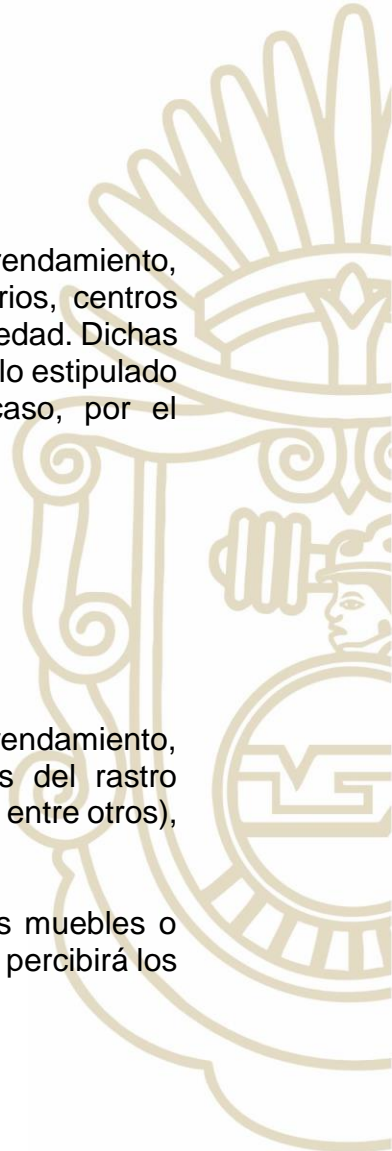 rendamiento,
rios, centros
edad. Dichas
lo estipulado
caso, por el
rendamiento,
s del rastro
entre otros),
s muebles o
percibirá los